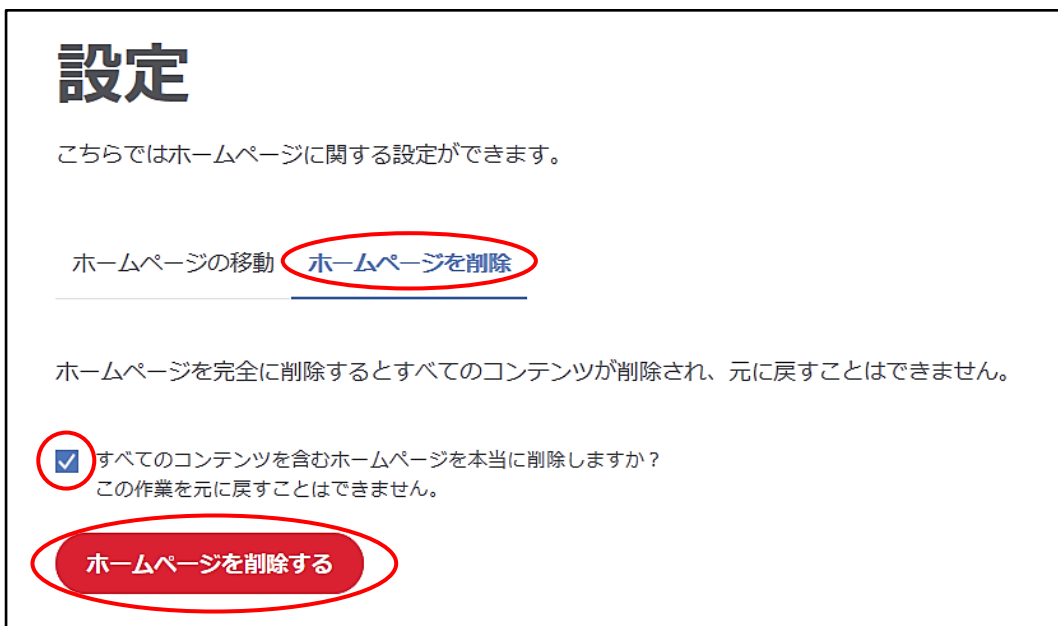 設定
こちらではホームページに関する設定ができます。
ホームページの移動 ホームページを削除
ホームページを完全に削除するとすべてのコンテンツが削除され、元に戻すことはできません。
すべてのコンテンツを含むホームページを本当に削除しますか？
この作業を元に戻すことはできません。
ホームページを削除する